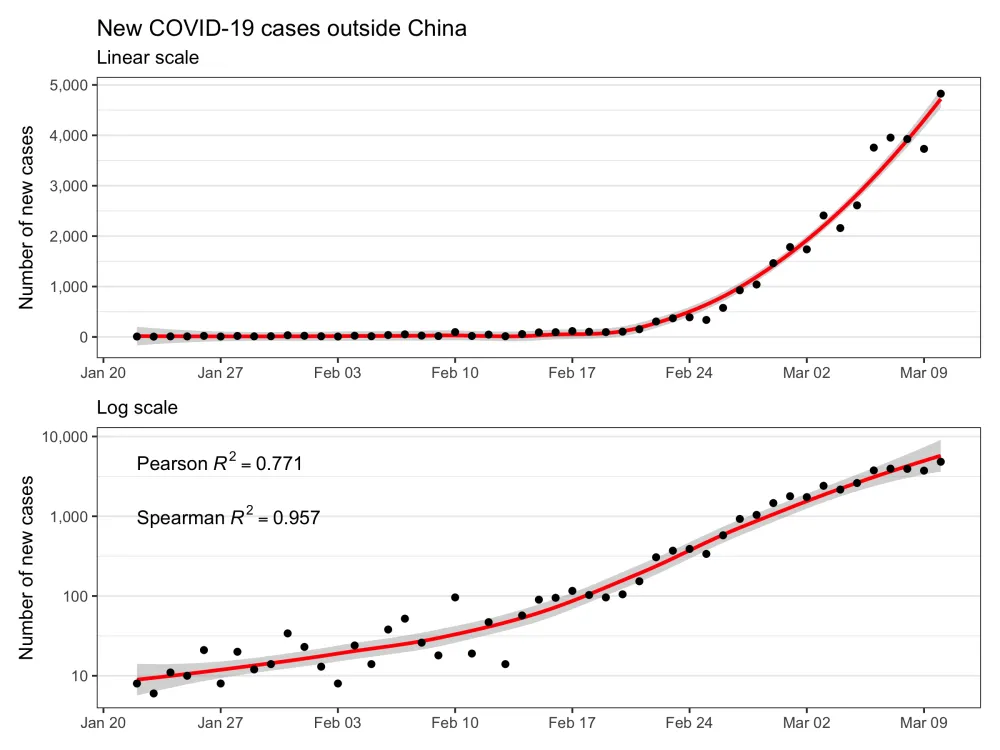 New COVID-19 cases outside China
Linear scale
Number of new cases
5,000
4,000
3,000
2,000
1,000
0
Jan 20 Jan 27 Feb 03 Feb 10 Feb 17 Feb 24 Mar 02 Mar 09
Log scale
Number of new cases
10,000
1,000
100
10
Pearson R² = 0.771
Spearman R² = 0.957
Jan 20 Jan 27 Feb 03 Feb 10 Feb 17 Feb 24 Mar 02 Mar 09